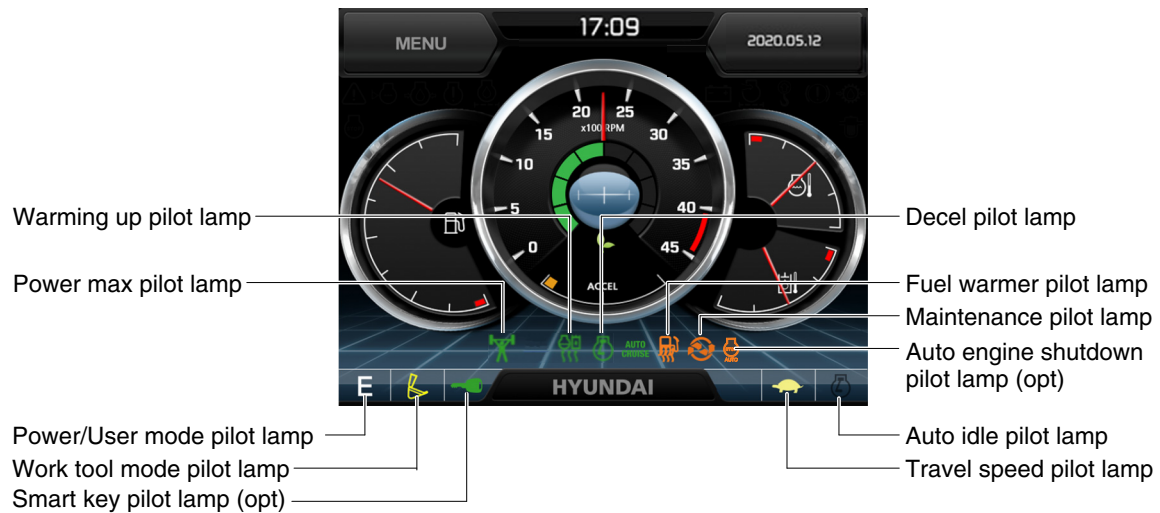 MENU
17:09
2020.05.12
20 25
x100 RPM
15 30
10 35
5 40
0 45
ACCEL
Warming up pilot lamp
Decel pilot lamp
Power max pilot lamp
Fuel warmer pilot lamp
Maintenance pilot lamp
AUTO
CRUISE
AUTO
Auto engine shutdown
pilot lamp (opt)
E
HYUNDAI
Power/User mode pilot lamp
Auto idle pilot lamp
Work tool mode pilot lamp
Travel speed pilot lamp
Smart key pilot lamp (opt)